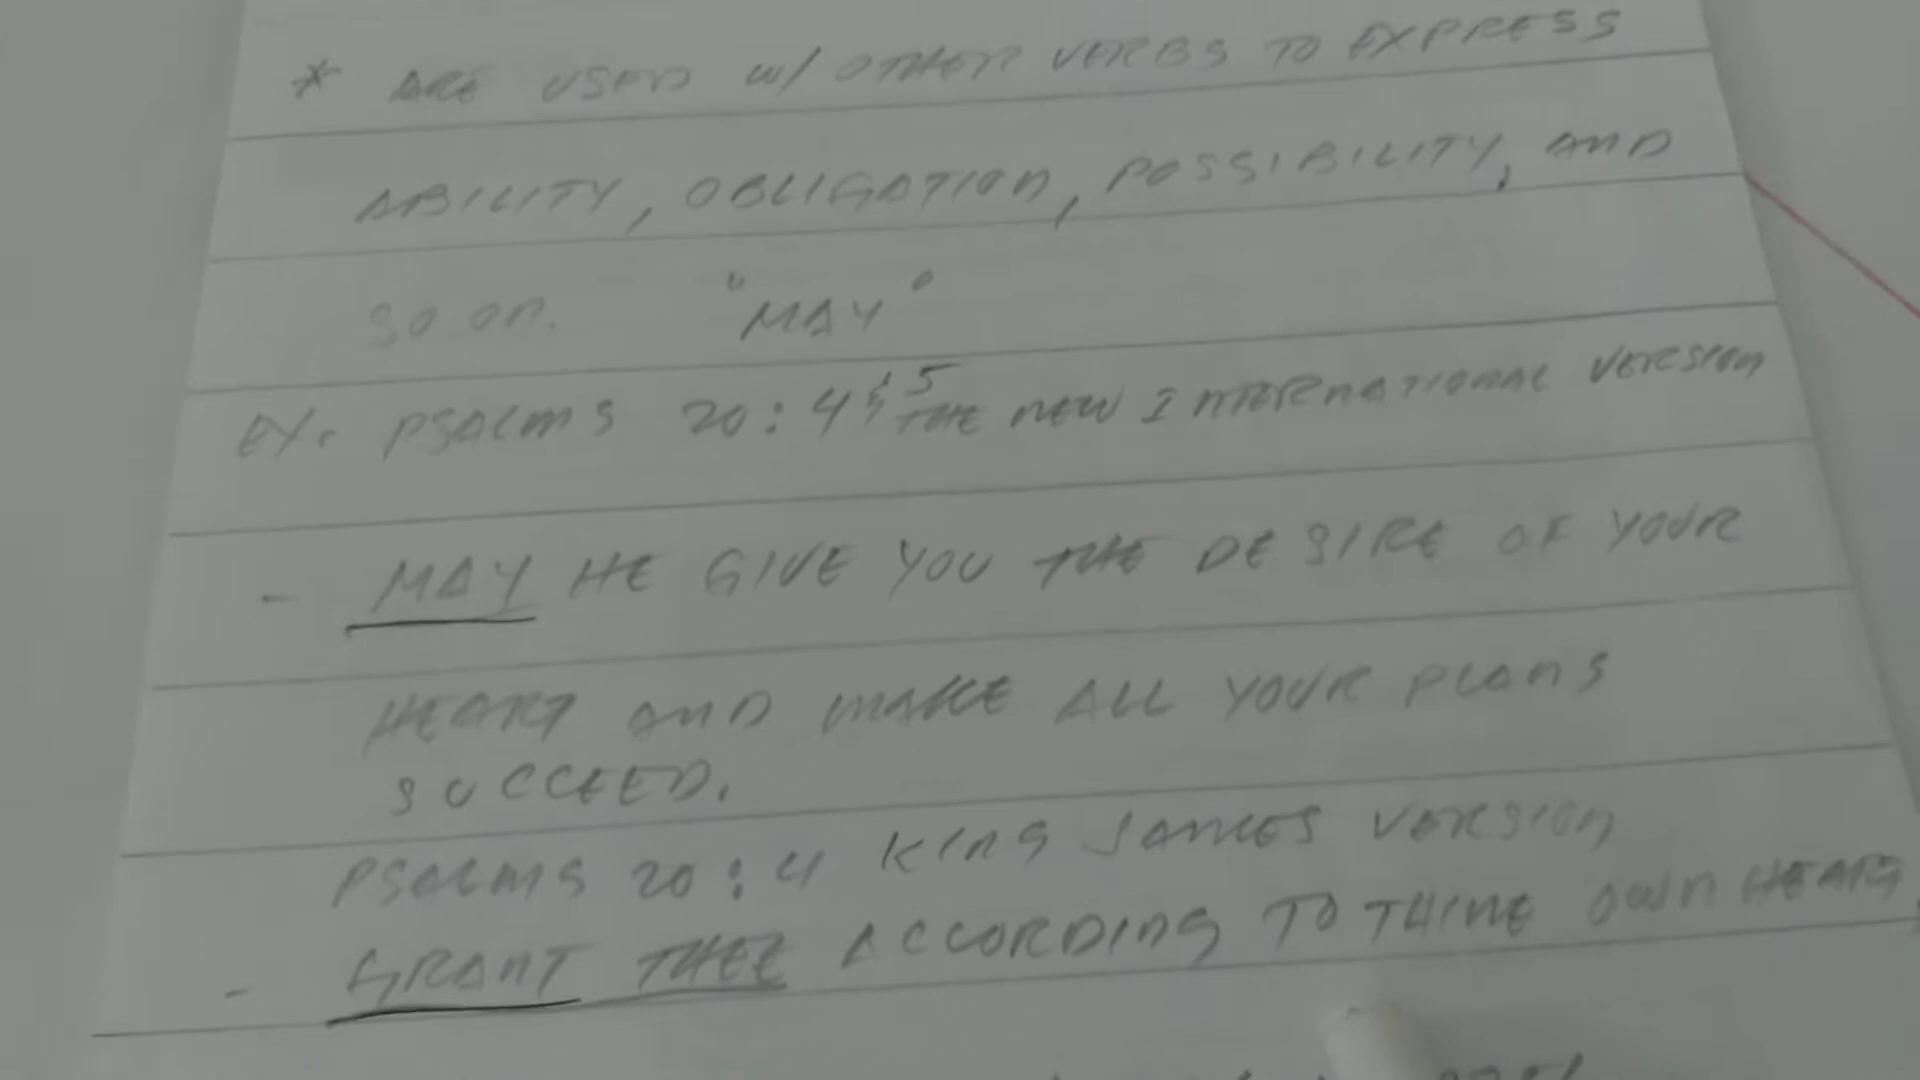 * ARE USED W/ OTHER VERBS TO EXPRESS
ABILITY, OBLIGATION, POSSIBILITY, AND
SO ON. "MAY"
EX. PSALMS 20:4 & 5 THE NEW INTERNATIONAL VERSION
- MAY HE GIVE YOU THE DESIRE OF YOUR
HEART AND MAKE ALL YOUR PLANS
SUCCEED.
PSALMS 20:4 KING JAMES VERSION
- GRANT THEE ACCORDING TO THINE OWN HEART,